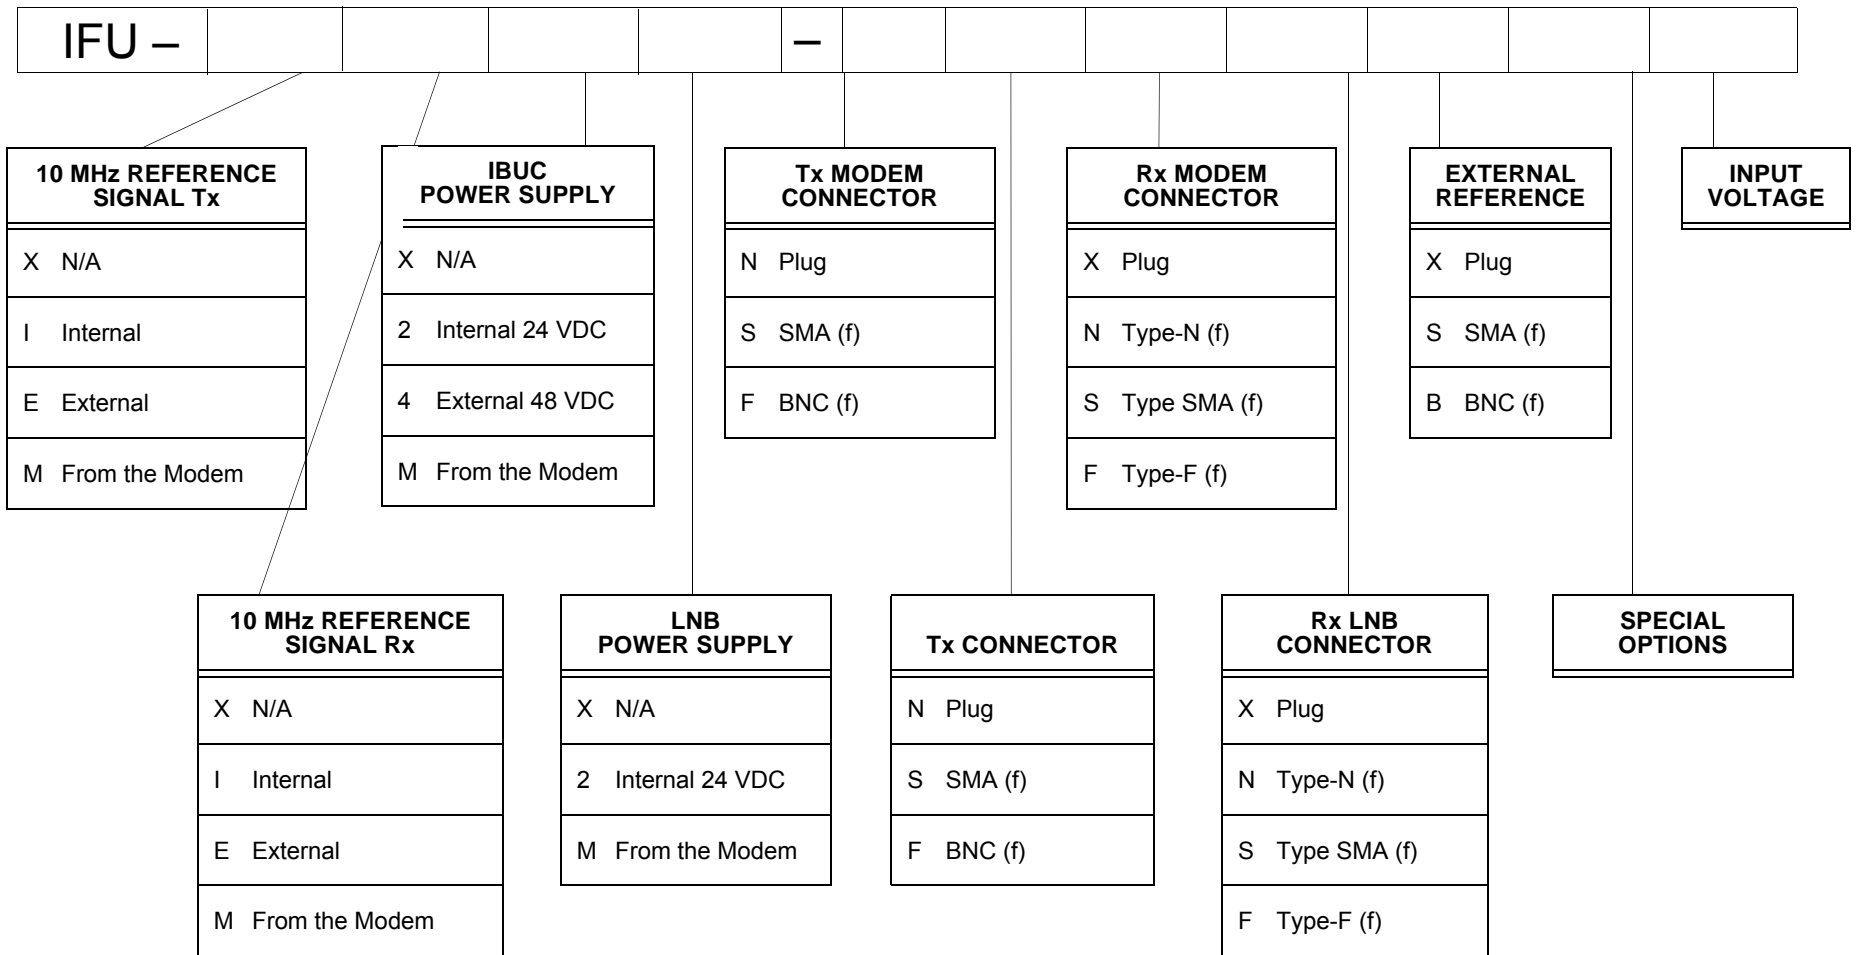 IFU –
–
10 MHz REFERENCE
SIGNAL Tx
X N/A
I Internal
E External
M From the Modem
IBUC
POWER SUPPLY
X N/A
2 Internal 24 VDC
4 External 48 VDC
M From the Modem
Tx MODEM
CONNECTOR
N Plug
S SMA (f)
F BNC (f)
Rx MODEM
CONNECTOR
X Plug
N Type-N (f)
S Type SMA (f)
F Type-F (f)
EXTERNAL
REFERENCE
X Plug
S SMA (f)
B BNC (f)
INPUT
VOLTAGE
10 MHz REFERENCE
SIGNAL Rx
X N/A
I Internal
E External
M From the Modem
LNB
POWER SUPPLY
X N/A
2 Internal 24 VDC
M From the Modem
Tx CONNECTOR
N Plug
S SMA (f)
F BNC (f)
Rx LNB
CONNECTOR
X Plug
N Type-N (f)
S Type SMA (f)
F Type-F (f)
SPECIAL
OPTIONS